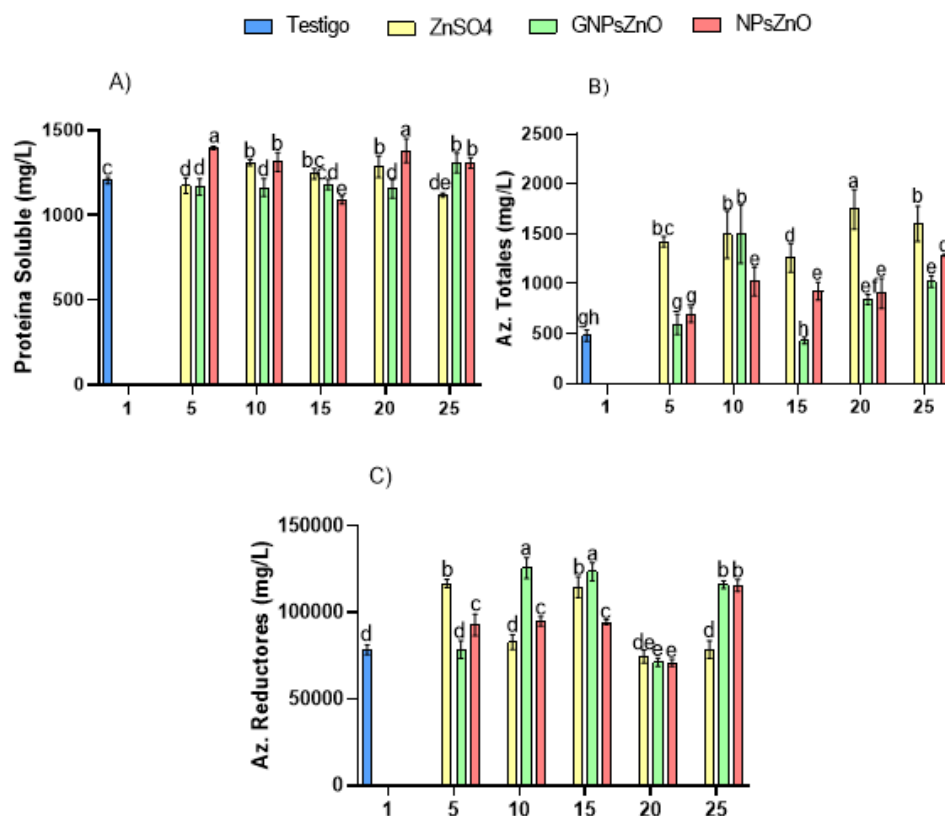 Testigo ZnSO4 GNPsZnO NPsZnO
A)
Proteína Soluble (mg/L)
1500
1000
500
0
c d d a b d b bc cd e b d a de b b
1 5 10 15 20 25
B)
Az. Totales (mg/L)
2500
2000
1500
1000
500
0
gh bc g g b b e d h e a ef e b e
1 5 10 15 20 25
C)
Az. Reductores (mg/L)
150000
100000
50000
0
d b d c b a c b a c de e e d b b
1 5 10 15 20 25